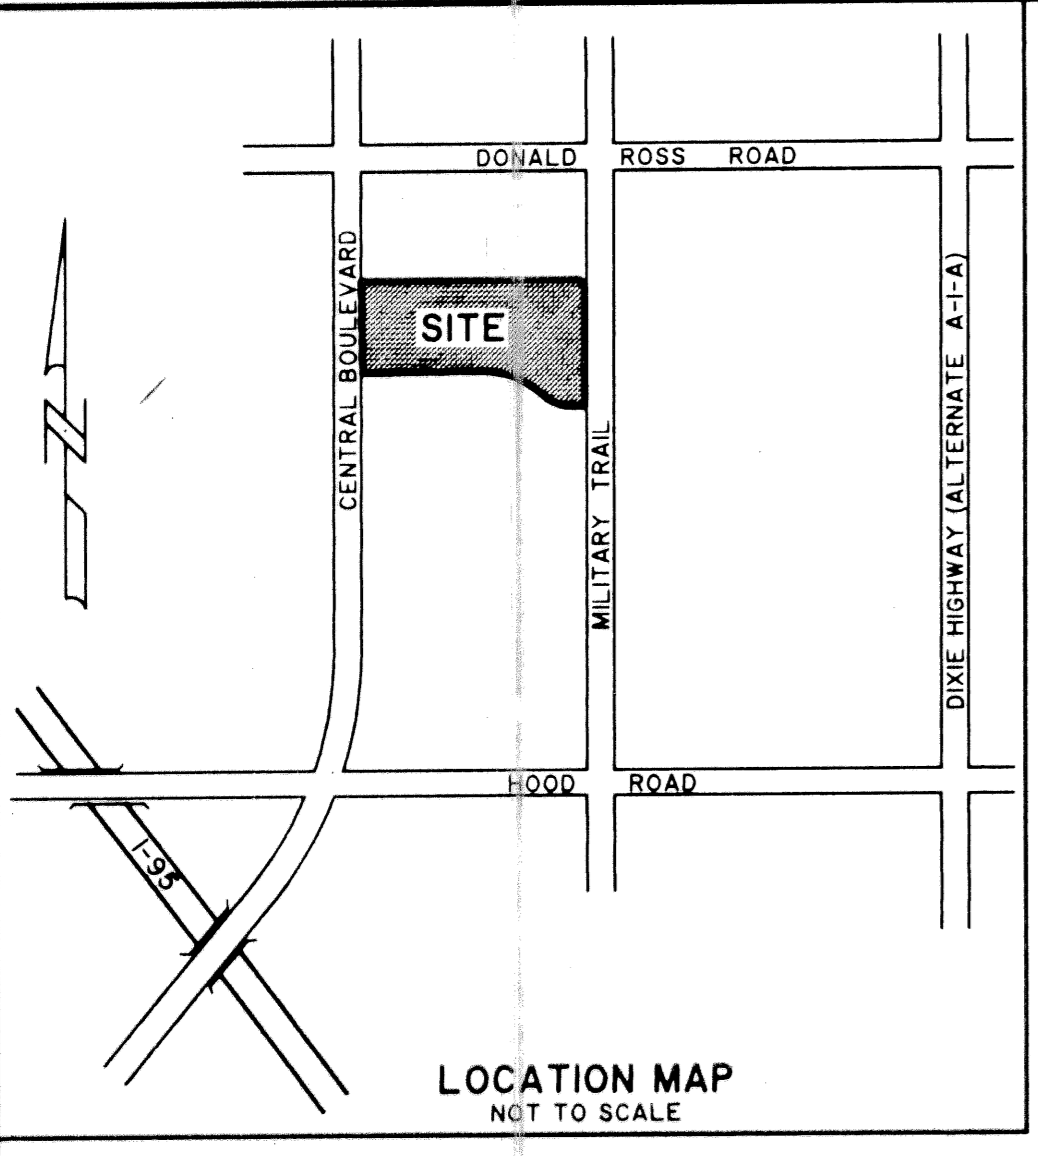 DONALD ROSS ROAD
CENTRAL BOULEVARD
SITE
MILITARY TRAIL
DIXIE HIGHWAY (ALTERNATE A-1-A)
N
HOOD ROAD
I-95
LOCATION MAP
NOT TO SCALE